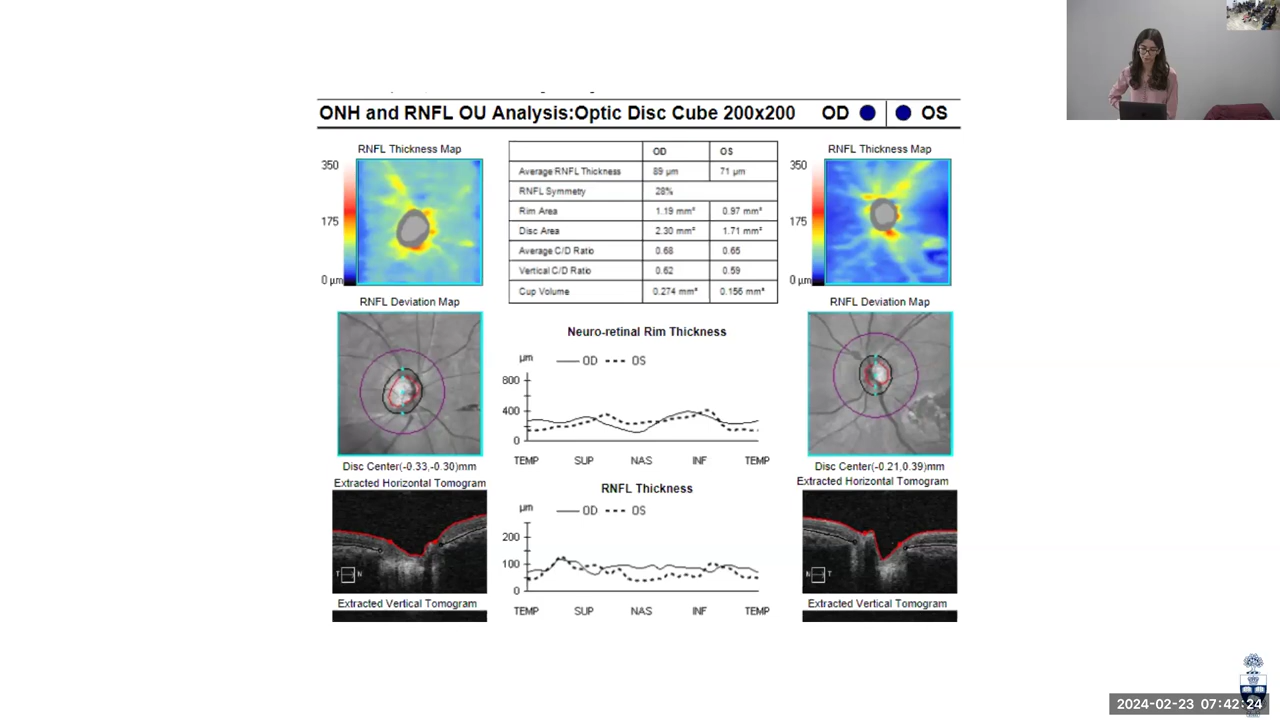 ONH and RNFL OU Analysis:Optic Disc Cube 200x200 OD OS
RNFL Thickness Map
350
175
0 µm
RNFL Deviation Map
Disc Center(-0.33,-0.30)mm
Extracted Horizontal Tomogram
T N
Extracted Vertical Tomogram
OD OS
Average RNFL Thickness 89 µm 71 µm
RNFL Symmetry 28%
Rim Area 1.19 mm² 0.97 mm²
Disc Area 2.30 mm² 1.71 mm²
Average C/D Ratio 0.68 0.65
Vertical C/D Ratio 0.62 0.59
Cup Volume 0.274 mm³ 0.156 mm³
Neuro-retinal Rim Thickness
µm OD OS
800
400
0
TEMP SUP NAS INF TEMP
RNFL Thickness
µm OD OS
200
100
0
TEMP SUP NAS INF TEMP
RNFL Thickness Map
350
175
0 µm
RNFL Deviation Map
Disc Center(-0.21,0.39)mm
Extracted Horizontal Tomogram
N T
Extracted Vertical Tomogram
2024-02-23 07:42:24